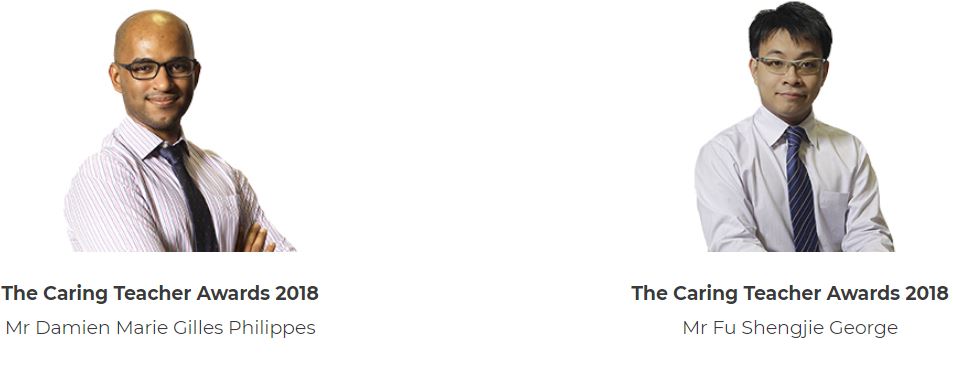 The Caring Teacher Awards 2018
Mr Damien Marie Gilles Philippes
The Caring Teacher Awards 2018
Mr Fu Shengjie George